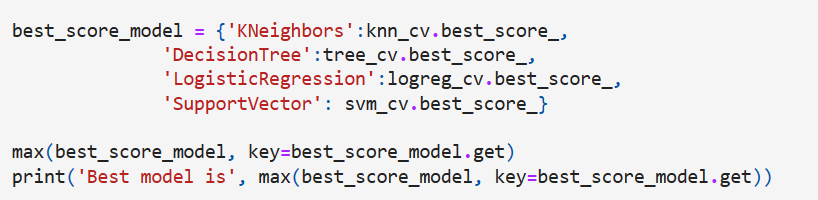 best_score_model = {'KNeighbors':knn_cv.best_score_,
'DecisionTree':tree_cv.best_score_,
'LogisticRegression':logreg_cv.best_score_,
'SupportVector': svm_cv.best_score_}
max(best_score_model, key=best_score_model.get)
print('Best model is', max(best_score_model, key=best_score_model.get))